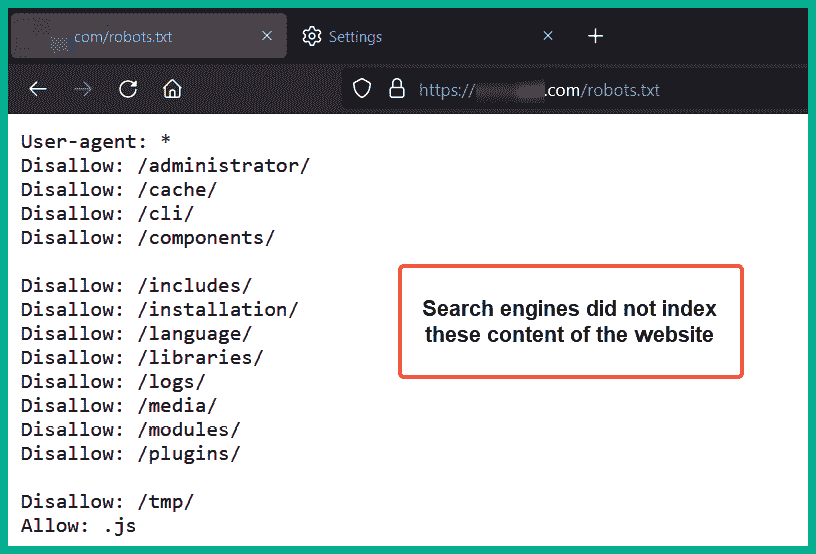 .com/robots.txt
Settings
https:// .com/robots.txt
User-agent: *
Disallow: /administrator/
Disallow: /cache/
Disallow: /cli/
Disallow: /components/
Disallow: /includes/
Disallow: /installation/
Disallow: /language/
Disallow: /libraries/
Disallow: /logs/
Disallow: /media/
Disallow: /modules/
Disallow: /plugins/
Disallow: /tmp/
Allow: .js
Search engines did not index
these content of the website